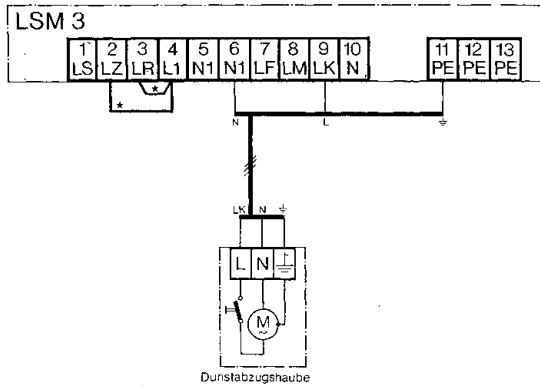 LSM 3
1 2 3 4 5 6 7 8 9 10 11 12 13
LS LZ LR L1 N1 N1 LF LM LK N PE PE PE
* *
N L
LK N
L N
M
~
Dunstabzugshaube